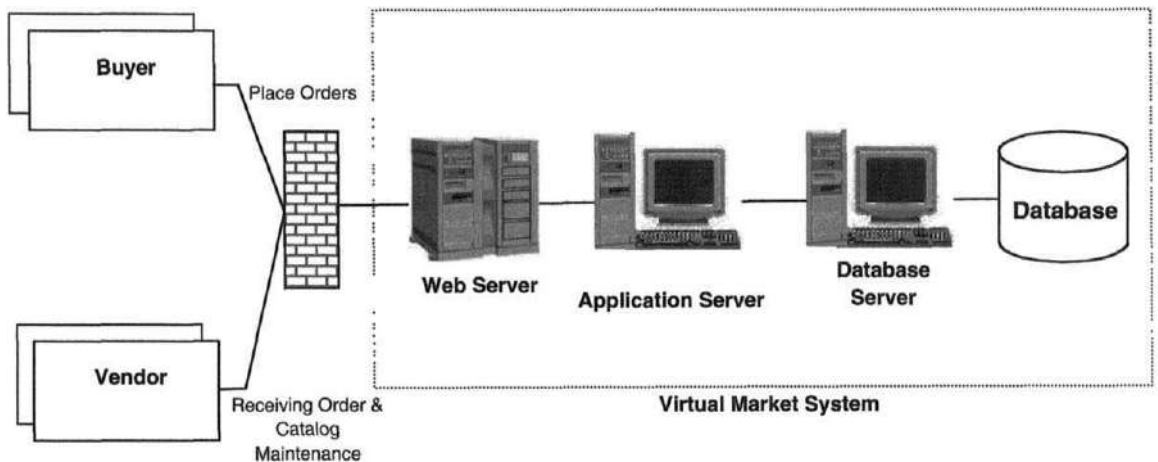 Buyer
Place Orders
Web Server
Application Server
Database
Server
Database
Vendor
Receiving Order &
Catalog
Maintenance
Virtual Market System